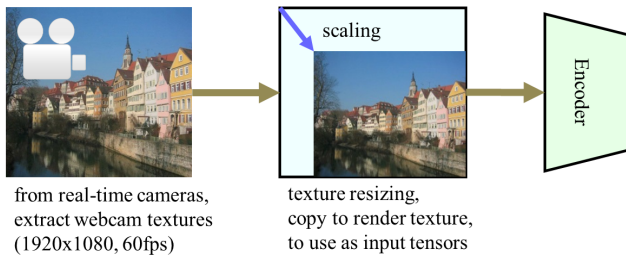 scaling
Encoder
from real-time cameras,
extract webcam textures
(1920x1080, 60fps)
texture resizing,
copy to render texture,
to use as input tensors